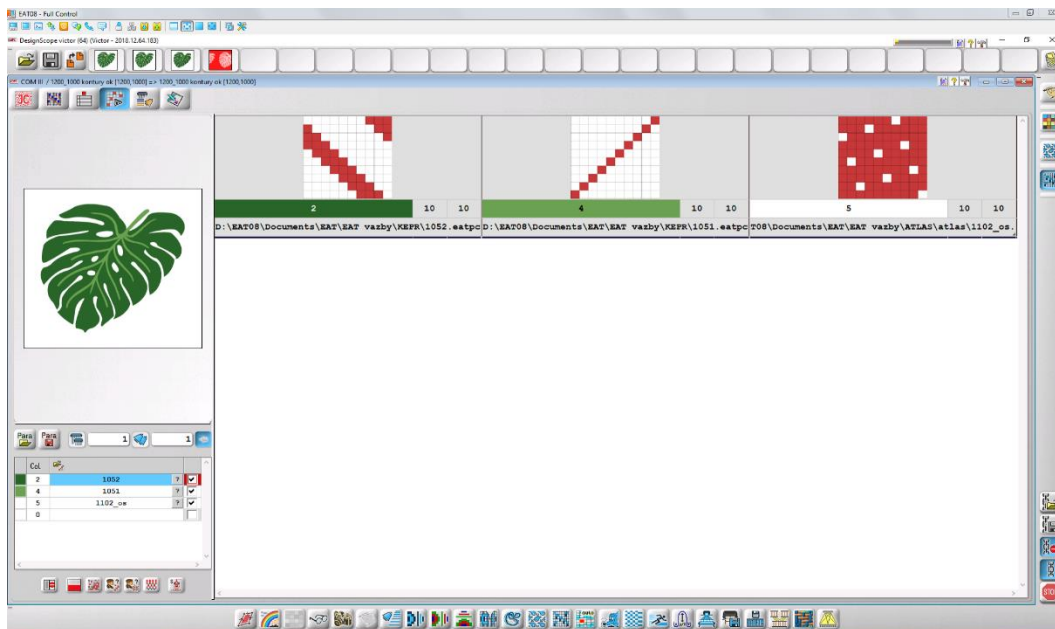 EAT08 - Full Control
DesignScope victor (64) (Victor - 2018.12.64.183)
COM III / 1200_1000 kontury ok [1200,1000] => 1200_1000 kontury ok [1200,1000]
JC
2 10 10 4 10 10 5 10 10
D:\EAT08\Documents\EAT\EAT vazby\KEPR\1052.eatpc D:\EAT08\Documents\EAT\EAT vazby\KEPR\1051.eatpc T08\Documents\EAT\EAT vazby\ATLAS\atlas\1102_os.
Para Para 1 1
Col
2 1052 ?
4 1051 ?
5 1102_os ?
0
STO